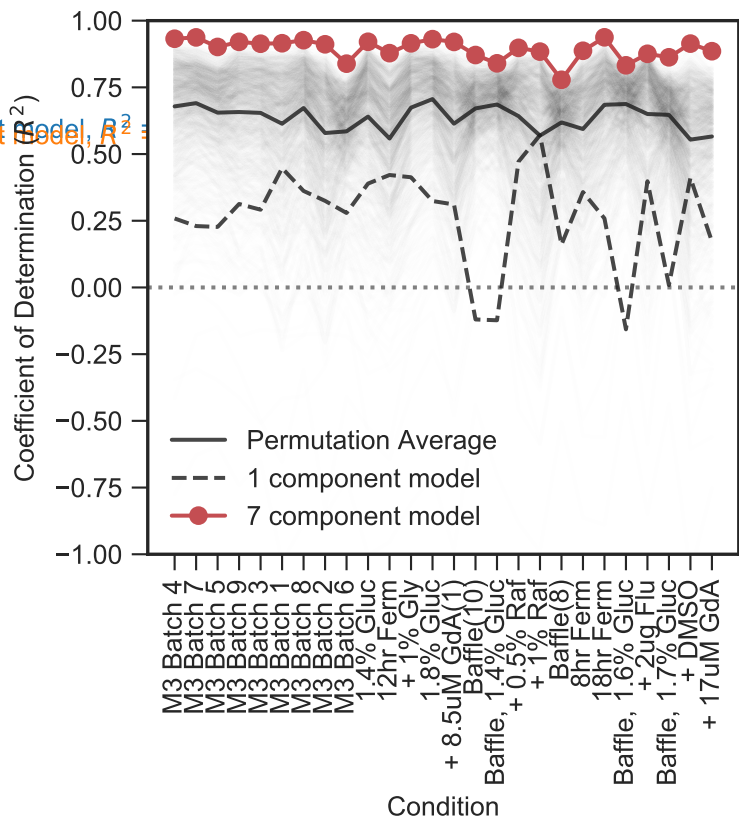 1.00
0.75
0.50
0.25
0.00
−0.25
−0.50
−0.75
−1.00
Coefficient of Determination (R²)
t model, R² =
t model, R² =
Permutation Average
1 component model
7 component model
M3 Batch 4
M3 Batch 7
M3 Batch 5
M3 Batch 9
M3 Batch 3
M3 Batch 1
M3 Batch 8
M3 Batch 2
M3 Batch 6
1.4% Gluc
12hr Ferm
+ 1% Gly
1.8% Gluc
+ 8.5uM GdA(1)
Baffle(10)
Baffle, 1.4% Gluc
+ 0.5% Raf
+ 1% Raf
Baffle(8)
8hr Ferm
18hr Ferm
Baffle, 1.6% Gluc
+ 2ug Flu
Baffle, 1.7% Gluc
+ DMSO
+ 17uM GdA
Condition